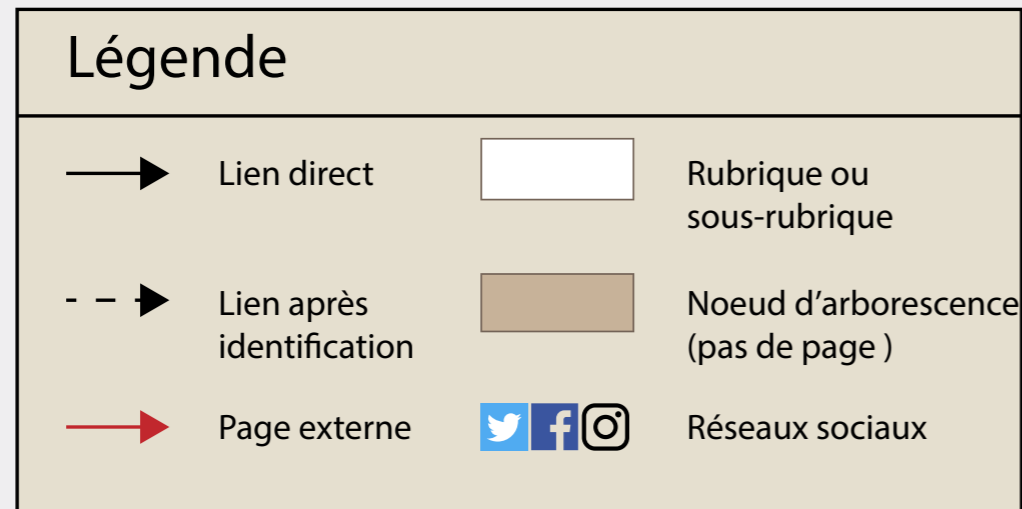 Légende
Lien direct
Rubrique ou
sous-rubrique
Lien après
identification
Noeud d’arborescence
(pas de page )
Page externe
Réseaux sociaux